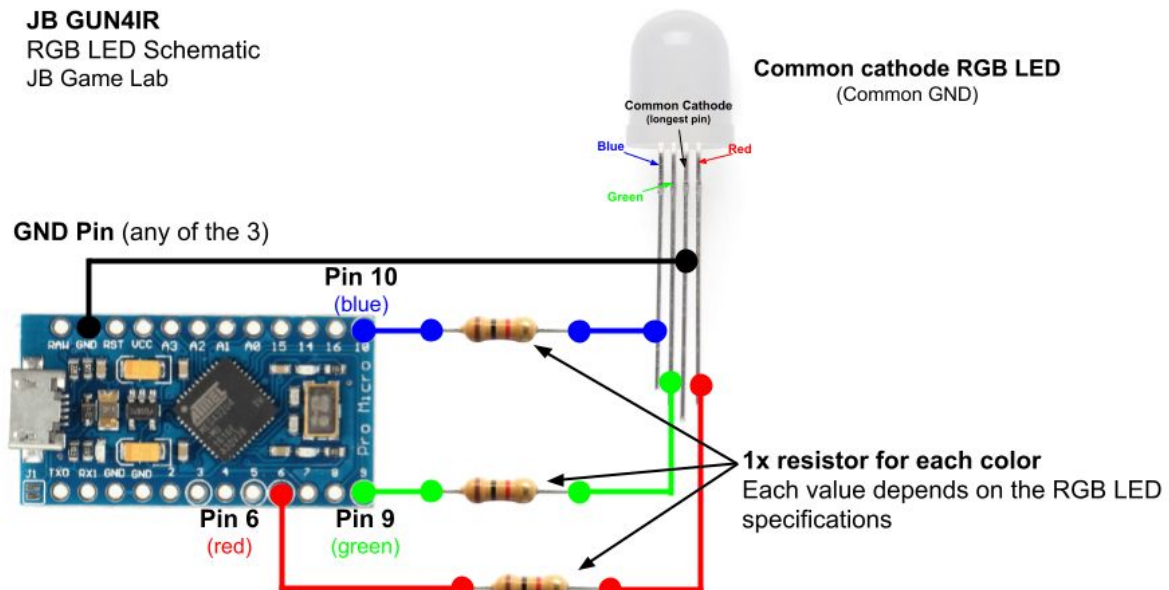 JB GUN4IR
RGB LED Schematic
JB Game Lab
Common cathode RGB LED
(Common GND)
Common Cathode
(longest pin)
Blue
Red
Green
GND Pin (any of the 3)
Pin 10
(blue)
RAW GND RST VCC A3 A2 A1 A0 15 14 16 10
Pro Micro
J1 TX0 RX1 GND GND 2 3 4 5 6 7 8 9
Pin 6
(red)
Pin 9
(green)
1x resistor for each color
Each value depends on the RGB LED
specifications